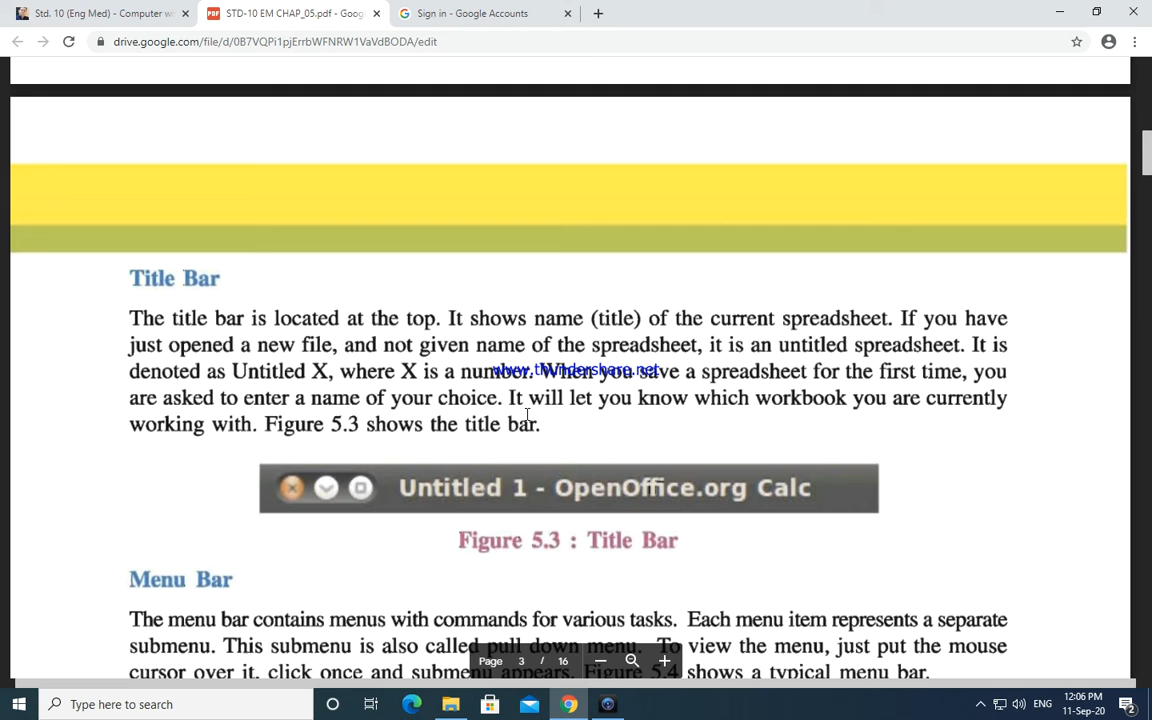 Std. 10 (Eng Med) - Computer w
STD-10 EM CHAP_05.pdf - Goog
Sign in - Google Accounts
drive.google.com/file/d/0B7VQPi1pjErrbWFNRW1VaVdBODA/edit
Title Bar
The title bar is located at the top. It shows name (title) of the current spreadsheet. If you have
just opened a new file, and not given name of the spreadsheet, it is an untitled spreadsheet. It is
denoted as Untitled X, where X is a number. When you save a spreadsheet for the first time, you
www.thundershare.net
are asked to enter a name of your choice. It will let you know which workbook you are currently
working with. Figure 5.3 shows the title bar.
Untitled 1 - OpenOffice.org Calc
Figure 5.3 : Title Bar
Menu Bar
The menu bar contains menus with commands for various tasks. Each menu item represents a separate
submenu. This submenu is also called pull down menu. To view the menu, just put the mouse
cursor over it, click once and submenu appears. Figure 5.4 shows a typical menu bar.
Page 3 / 16
Type here to search
ENG
12:06 PM
11-Sep-20
2